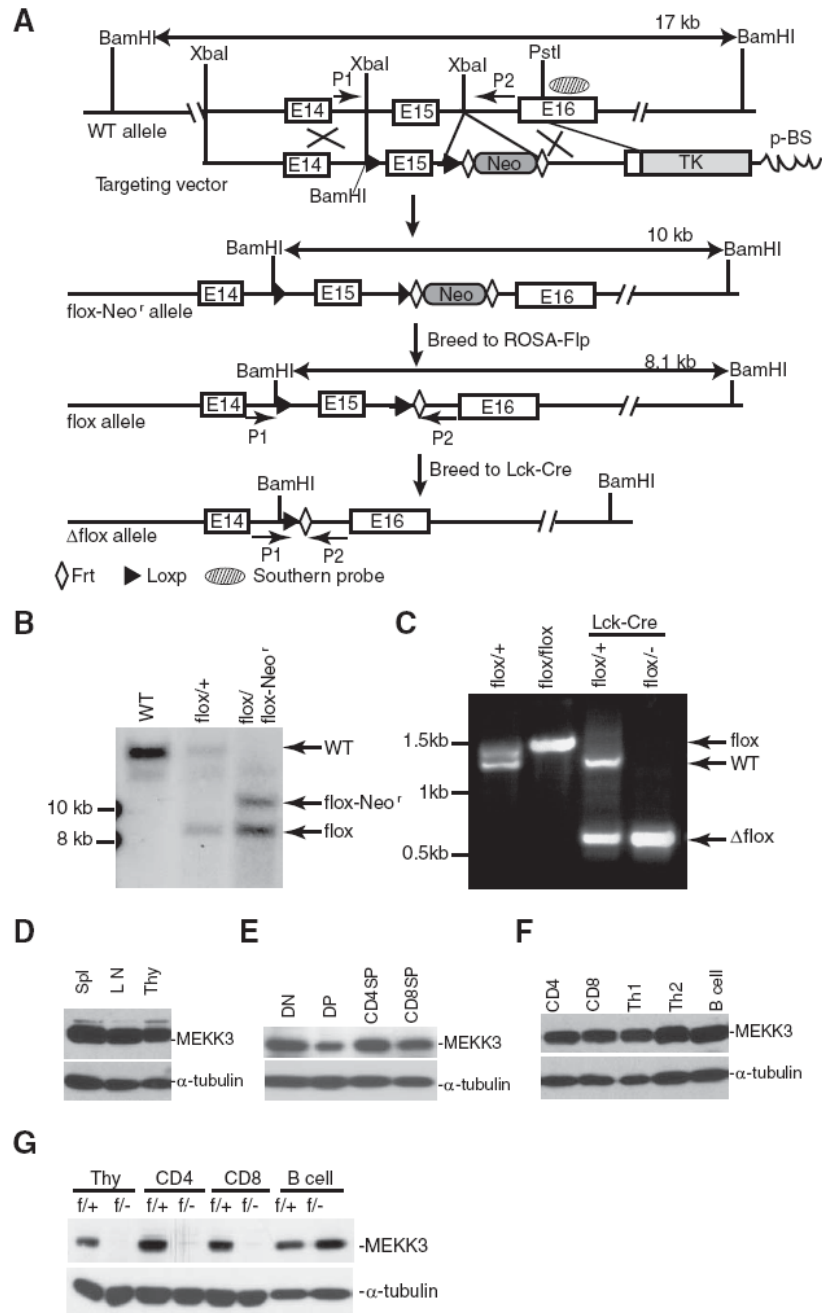 A
BamHI 17 kb BamHI
XbaI XbaI XbaI PstI
P1 P2
E14 E15 E16
WT allele
p-BS
E14 E15 Neo TK
Targeting vector
BamHI
10 kb
BamHI BamHI
E14 E15 Neo E16
flox-Neoʳ allele
Breed to ROSA-Flp
8.1 kb
BamHI BamHI
E14 E15 E16
flox allele
P1 P2
Breed to Lck-Cre
BamHI BamHI
E14 E16
Δflox allele
P1 P2
Frt Loxp Southern probe
B
WT flox/+ flox/ flox-Neoʳ
WT
10 kb
flox-Neoʳ
8 kb
flox
C
Lck-Cre
flox/+ flox/flox flox/+ flox/-
1.5kb
flox
WT
1kb
Δflox
0.5kb
D
Spl L N Thy
-MEKK3
-α-tubulin
E
DN DP CD4SP CD8SP
-MEKK3
-α-tubulin
F
CD4 CD8 Th1 Th2 B cell
-MEKK3
-α-tubulin
G
Thy CD4 CD8 B cell
f/+ f/- f/+ f/- f/+ f/- f/+ f/-
-MEKK3
-α-tubulin